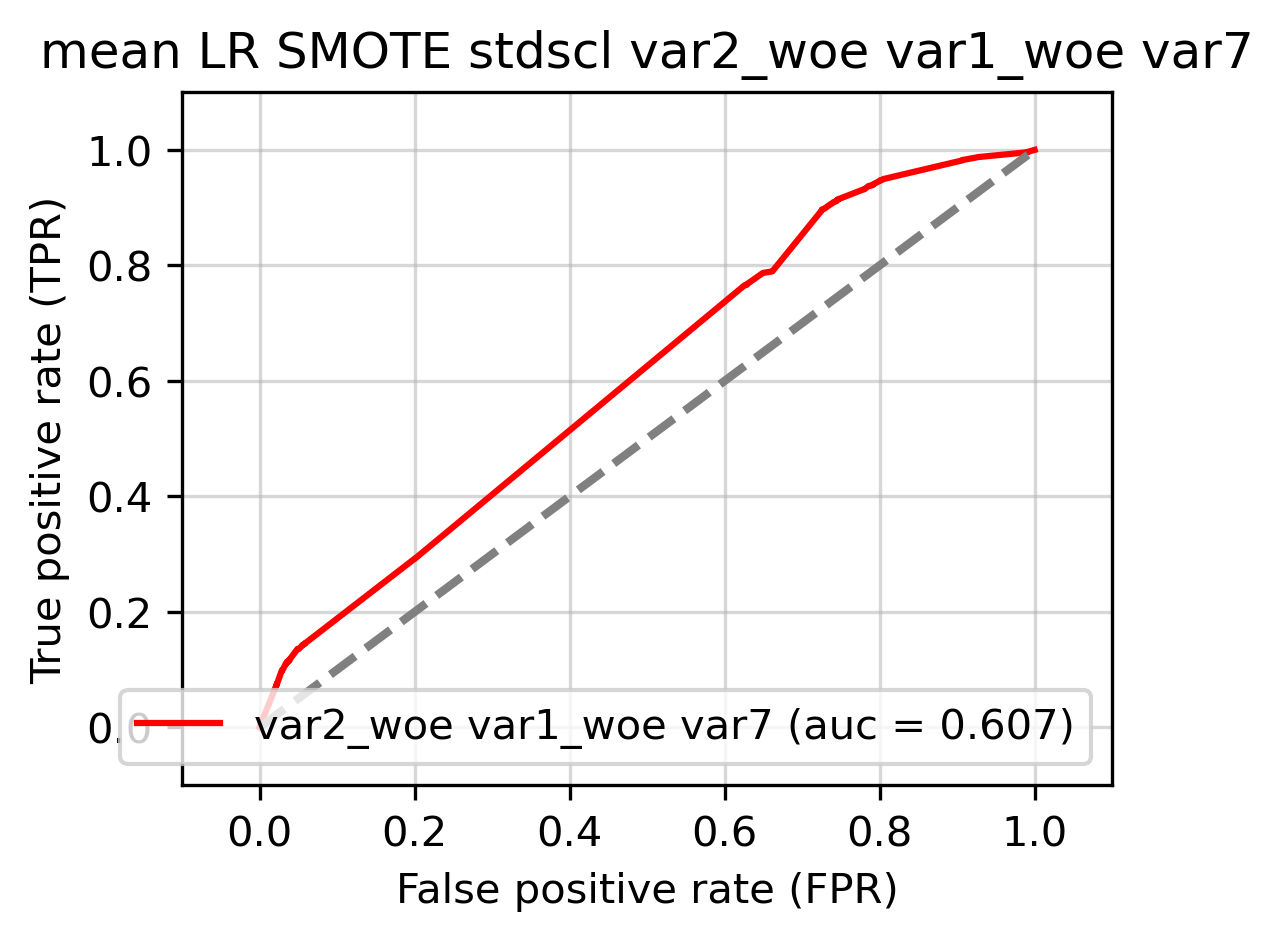 mean LR SMOTE stdscl var2_woe var1_woe var7
1.0
0.8
0.6
0.4
0.2
0.0
True positive rate (TPR)
var2_woe var1_woe var7 (auc = 0.607)
0.0 0.2 0.4 0.6 0.8 1.0
False positive rate (FPR)